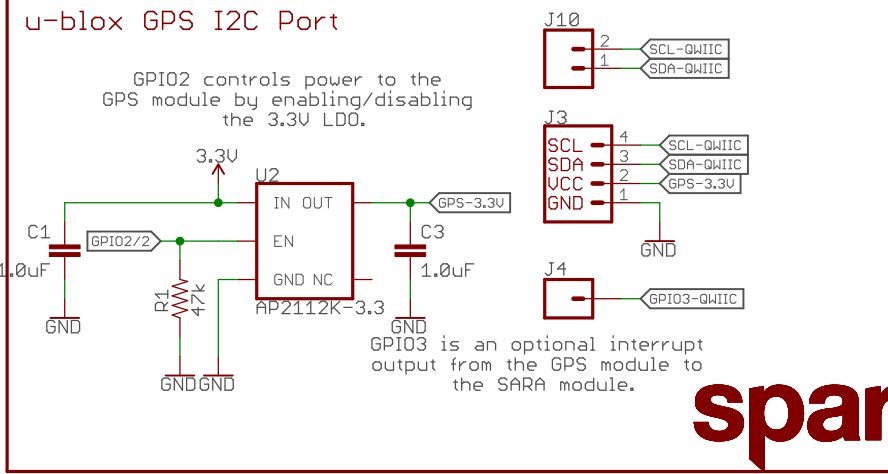 u-blox GPS I2C Port
GPIO2 controls power to the
GPS module by enabling/disabling
the 3.3V LDO.
3.3V
U2
IN OUT
EN
GND NC
AP2112K-3.3
C1
1.0uF
GND
GPIO2/2
R1
47k
GND
GND
GPS-3.3V
C3
1.0uF
GND
J10
2
SCL-QWIIC
1
SDA-QWIIC
J3
SCL
4
SCL-QWIIC
SDA
3
SDA-QWIIC
VCC
2
GPS-3.3V
GND
1
GND
J4
GPIO3-QWIIC
GPIO3 is an optional interrupt
output from the GPS module to
the SARA module.
spar